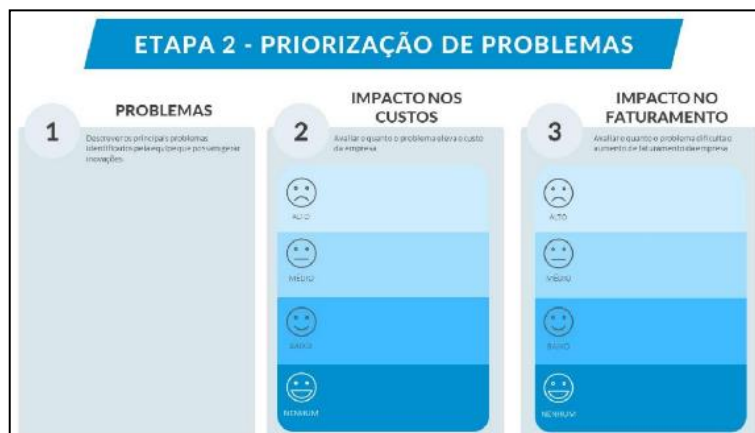 ETAPA 2 - PRIORIZAÇÃO DE PROBLEMAS
1
PROBLEMAS
Descrever os principais problemas
identificados pela equipe que possam gerar
inovações.
2
IMPACTO NOS
CUSTOS
Avaliar o quanto o problema eleva o custo
da empresa
ALTO
MÉDIO
BAIXO
NENHUM
3
IMPACTO NO
FATURAMENTO
Avaliar o quanto o problema dificulta o
aumento de faturamento da empresa
ALTO
MÉDIO
BAIXO
NENHUM